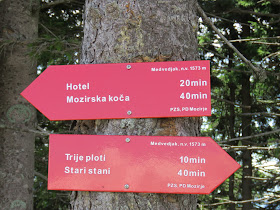 Medvedjak, n.v. 1573 m
Hotel 20min
Mozirska koča 40min
PZS, PD Mozirje
Medvedjak, n.v. 1573 m
Trije ploti 10min
Stari stani 40min
PZS, PD Mozirje